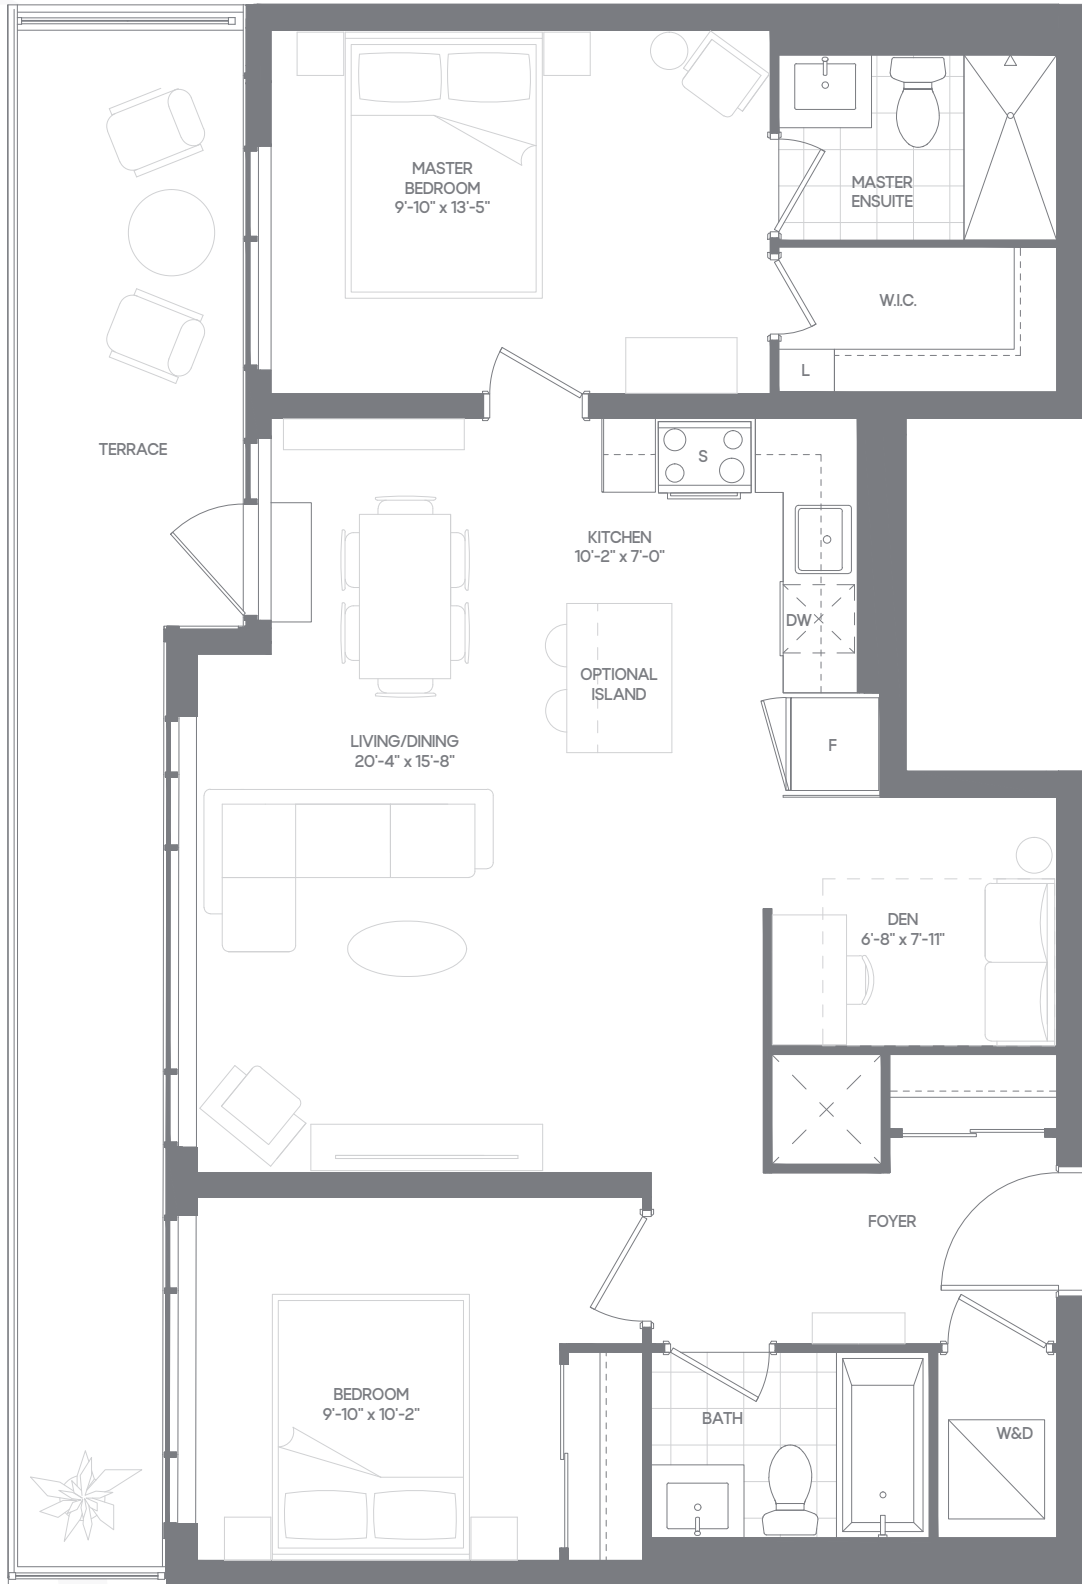 MASTER
BEDROOM
9'-10" x 13'-5"
MASTER
ENSUITE
W.I.C.
L
TERRACE
S
KITCHEN
10'-2" x 7'-0"
DW
OPTIONAL
ISLAND
F
LIVING/DINING
20'-4" x 15'-8"
DEN
6'-8" x 7'-11"
FOYER
BEDROOM
9'-10" x 10'-2"
BATH
W&D